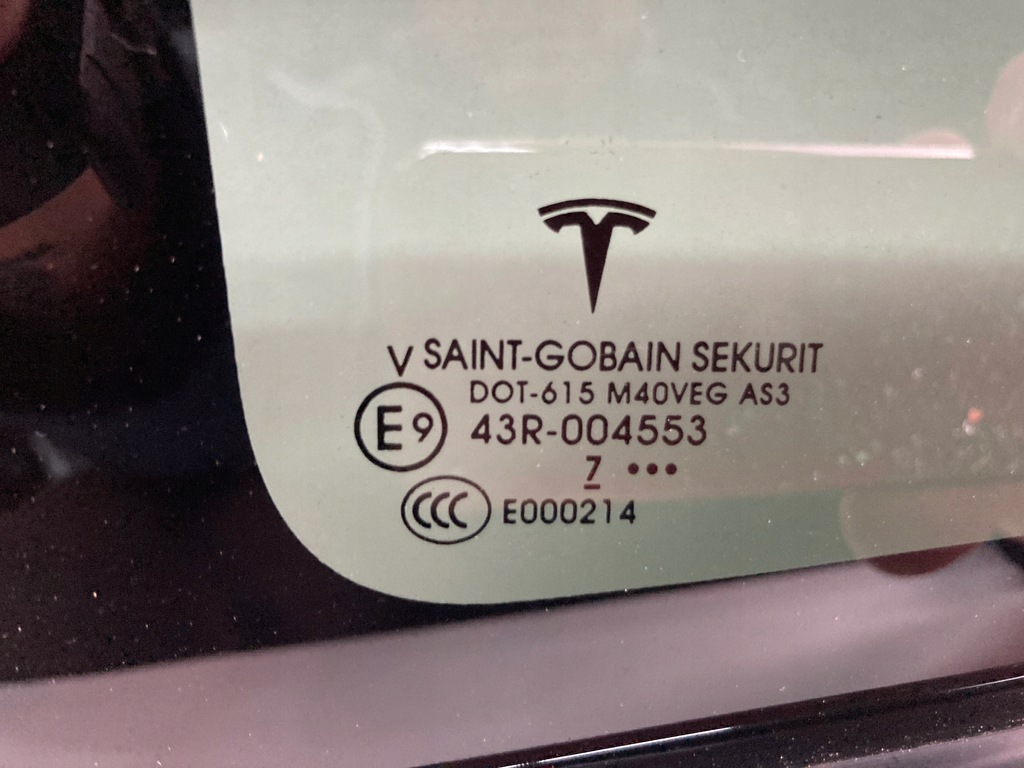 V SAINT-GOBAIN SEKURIT
DOT-615 M40VEG AS3
E9 43R-004553
7 •••
CCC E000214